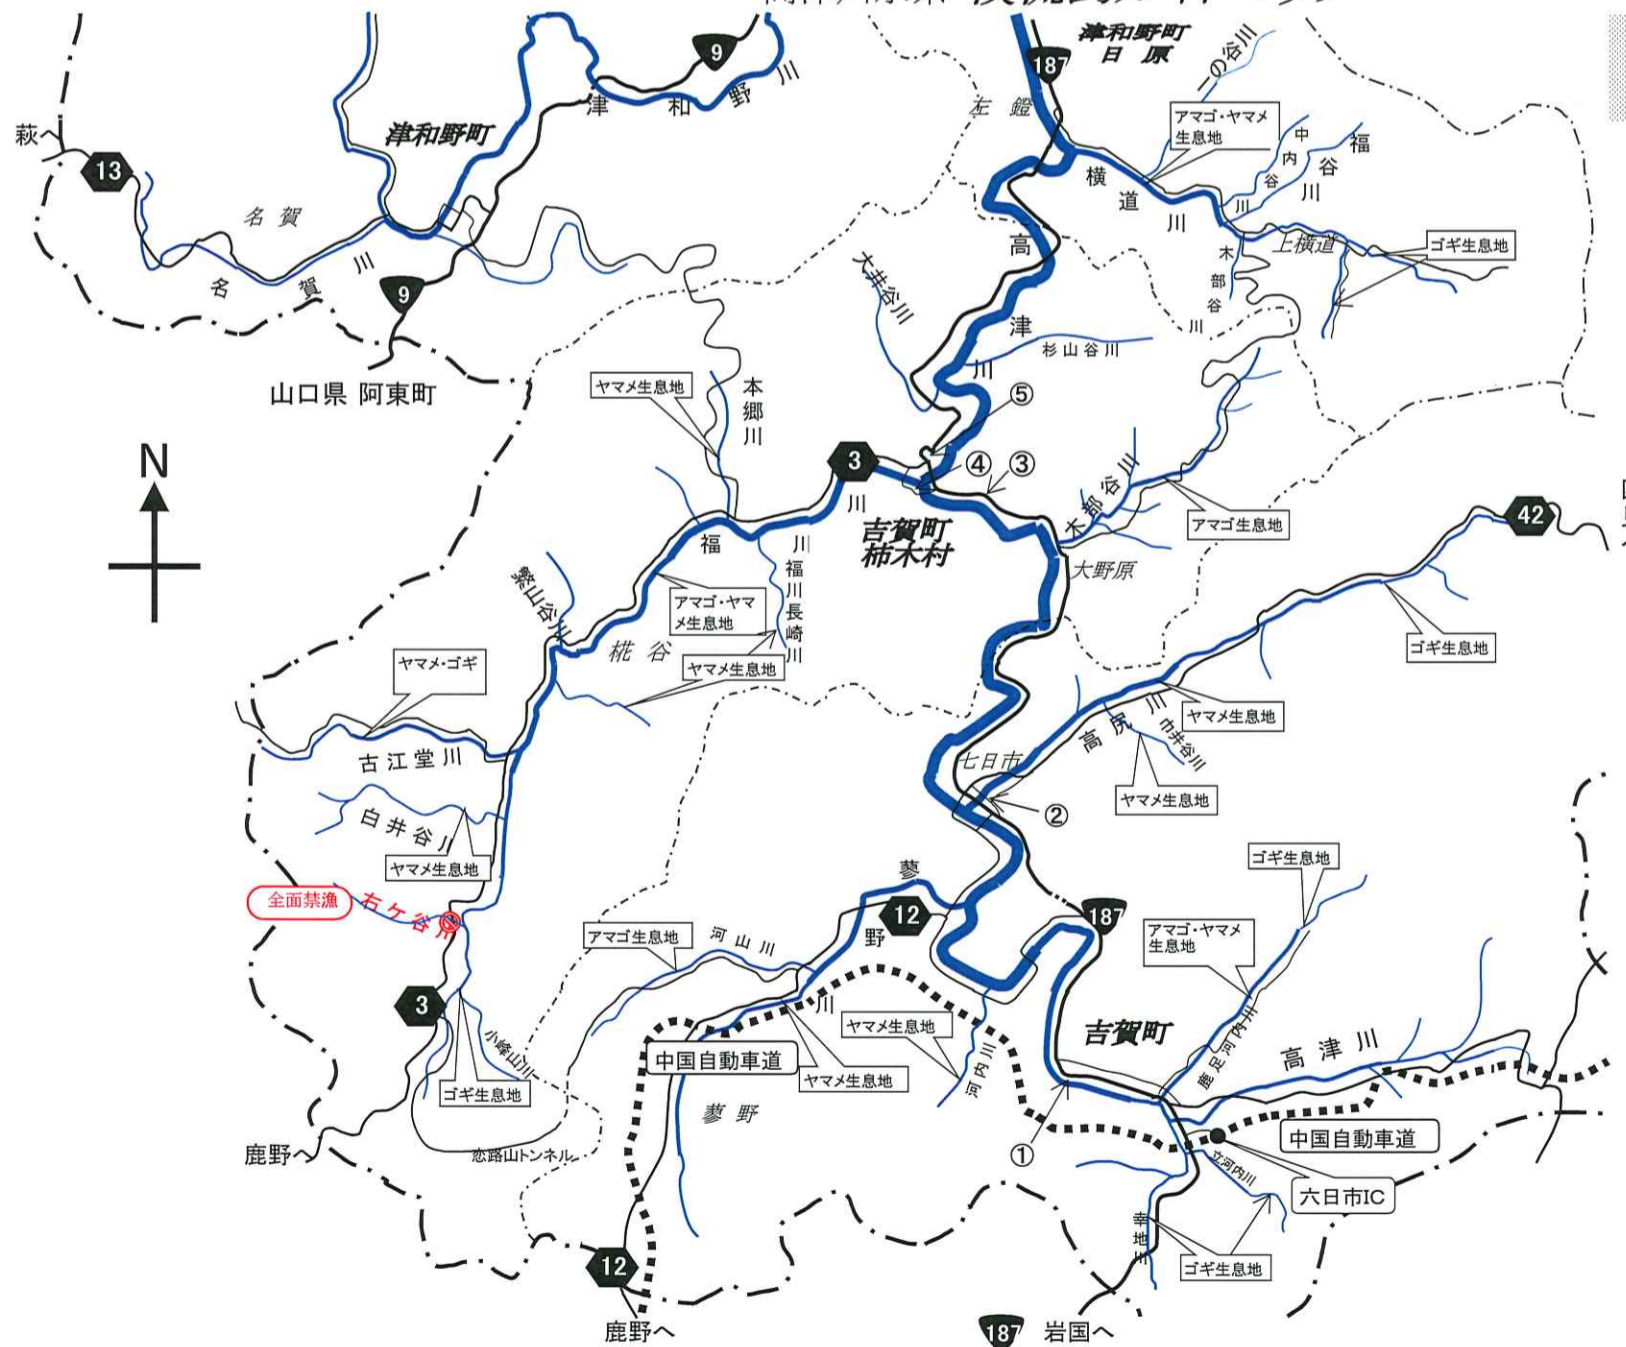 津和野町
日原
187
一の谷川
9
津和野川
左鐙
アマゴ・ヤマメ
生息地
萩へ
13
津和野町
中内谷川
福谷川
横道川
名賀
上横道
ゴギ生息地
名賀川
9
木部谷川
高津川
大井谷川
杉山谷川
山口県 阿東町
ヤマメ生息地
本郷川
⑤
N
3
④
③
木部谷川
吉賀町
柿木村
アマゴ生息地
42
福川川
大野原
福川長崎川
繁山谷川
アマゴ・ヤマ
メ生息地
椛谷
ヤマメ生息地
ゴギ生息地
ヤマメ・ゴギ
ヤマメ生息地
高尻川
市井谷川
古江堂川
七日市
ヤマメ生息地
②
白井谷川
ヤマメ生息地
ゴギ生息地
全面禁漁
右ケ谷川
蓼野川
12
187
アマゴ生息地
河山川
アマゴ・ヤマメ
生息地
3
ヤマメ生息地
吉賀町
鹿足河内川
高津川
小峰山川
中国自動車道
ヤマメ生息地
河内川
ゴギ生息地
蓼野
鹿野へ
恋路山トンネル
①
中国自動車道
立河内川
六日市IC
幸地川
ゴギ生息地
12
鹿野へ
187
岩国へ